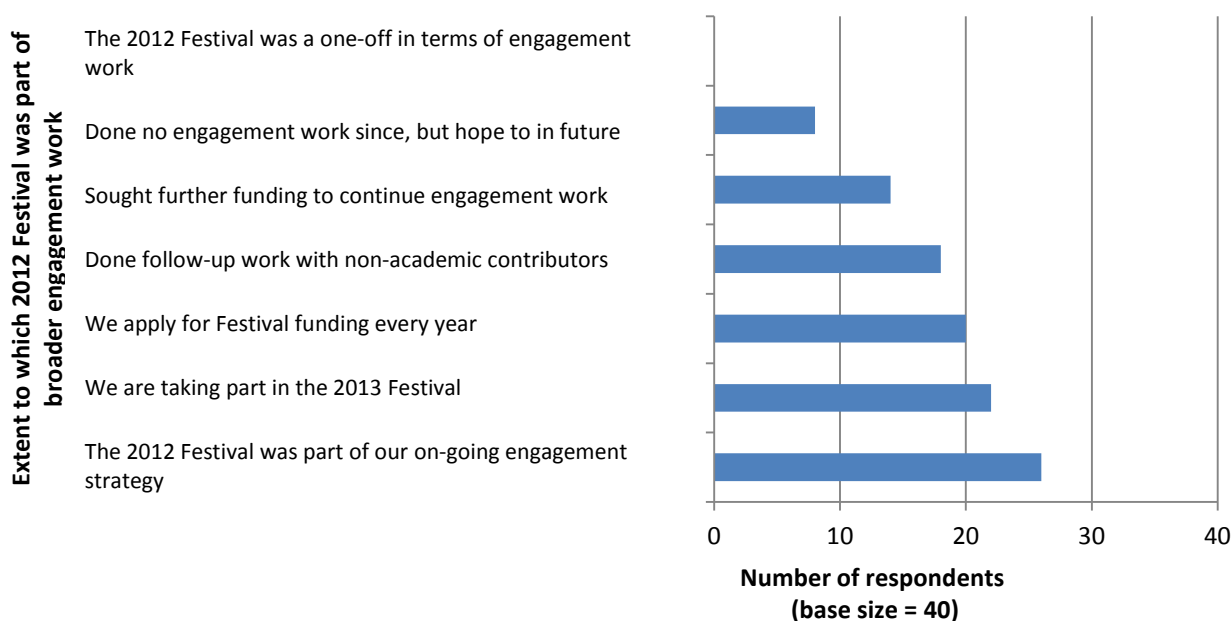 Extent to which 2012 Festival was part of
broader engagement work
The 2012 Festival was a one-off in terms of engagement
work
Done no engagement work since, but hope to in future
Sought further funding to continue engagement work
Done follow-up work with non-academic contributors
We apply for Festival funding every year
We are taking part in the 2013 Festival
The 2012 Festival was part of our on-going engagement
strategy
0 10 20 30 40
Number of respondents
(base size = 40)